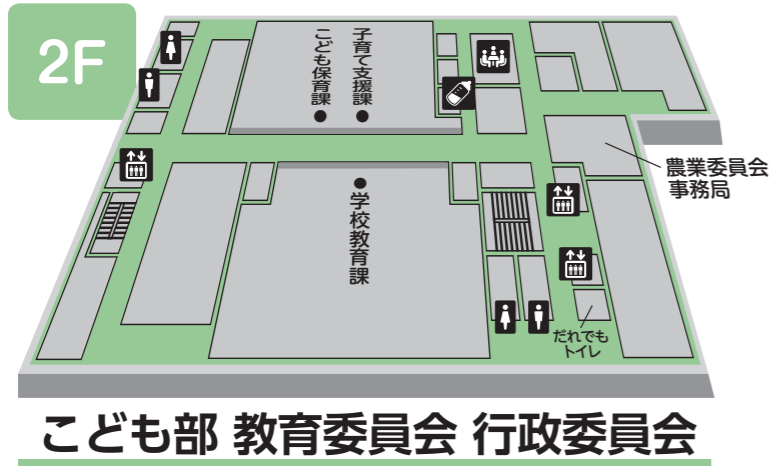 2F
子育て支援課
こども保育課
農業委員会
事務局
学校教育課
だれでも
トイレ
こども部 教育委員会 行政委員会